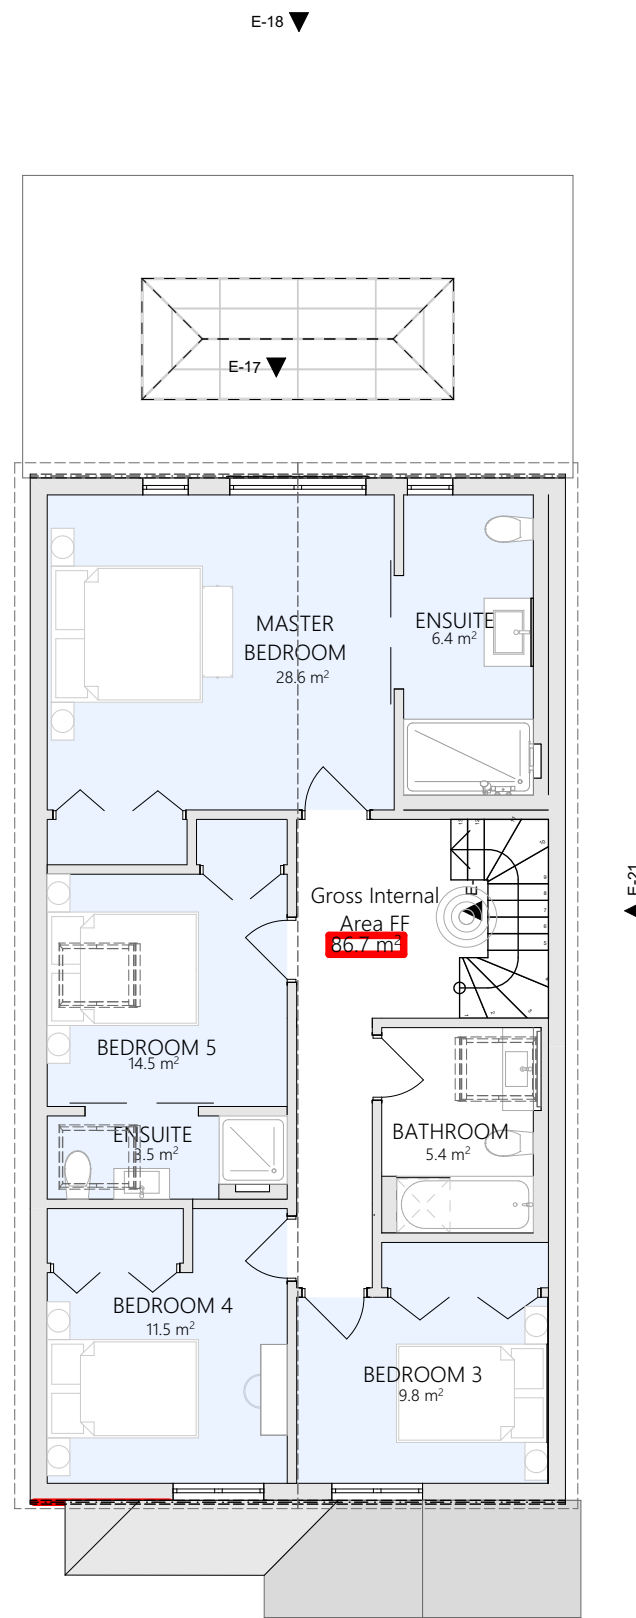 E-18
E-17
MASTER
BEDROOM
28.6 m²
ENSUITE
6.4 m²
E-21
Gross Internal
Area FF
86.7 m²
BEDROOM 5
14.5 m²
ENSUITE
3.5 m²
BATHROOM
5.4 m²
BEDROOM 4
11.5 m²
BEDROOM 3
9.8 m²